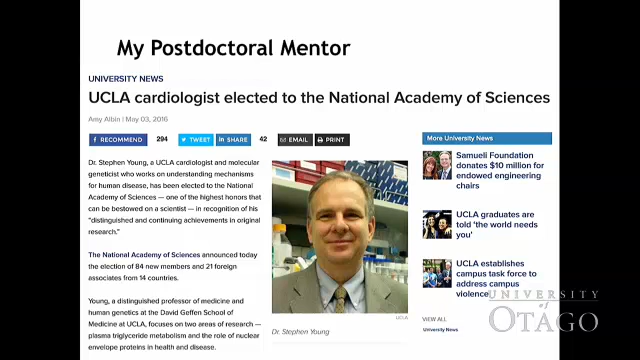 My Postdoctoral Mentor
UNIVERSITY NEWS
UCLA cardiologist elected to the National Academy of Sciences
Amy Albin | May 03, 2016
f RECOMMEND 294 TWEET in SHARE 42 EMAIL PRINT
Dr. Stephen Young, a UCLA cardiologist and molecular
geneticist who works on understanding mechanisms
for human disease, has been elected to the National
Academy of Sciences — one of the highest honors that
can be bestowed on a scientist — in recognition of his
"distinguished and continuing achievements in original
research."
The National Academy of Sciences announced today
the election of 84 new members and 21 foreign
associates from 14 countries.
Young, a distinguished professor of medicine and
human genetics at the David Geffen School of
Medicine at UCLA, focuses on two areas of research —
plasma triglyceride metabolism and the role of nuclear
envelope proteins in health and disease.
UCLA
Dr. Stephen Young
More University News
Samueli Foundation
donates $10 million for
endowed engineering
chairs
UCLA graduates are
told 'the world needs
you'
UCLA establishes
campus task force to
address campus
violence
VIEW ALL
University News
UNIVERSITY
of
OTAGO